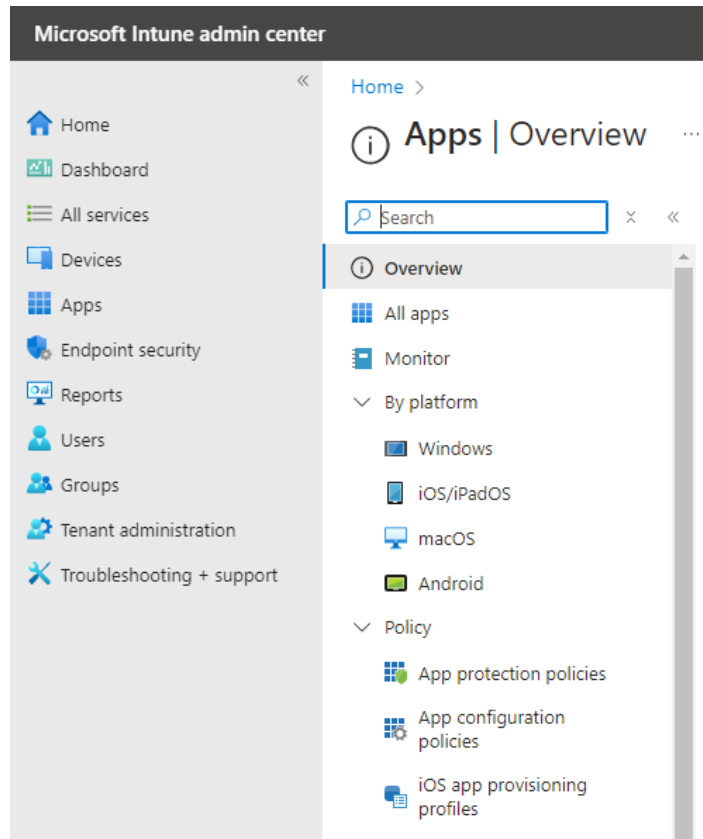 Microsoft Intune admin center
«
Home
Dashboard
All services
Devices
Apps
Endpoint security
Reports
Users
Groups
Tenant administration
Troubleshooting + support
Home >
Apps | Overview ...
Search
«
Overview
All apps
Monitor
By platform
Windows
iOS/iPadOS
macOS
Android
Policy
App protection policies
App configuration
policies
iOS app provisioning
profiles